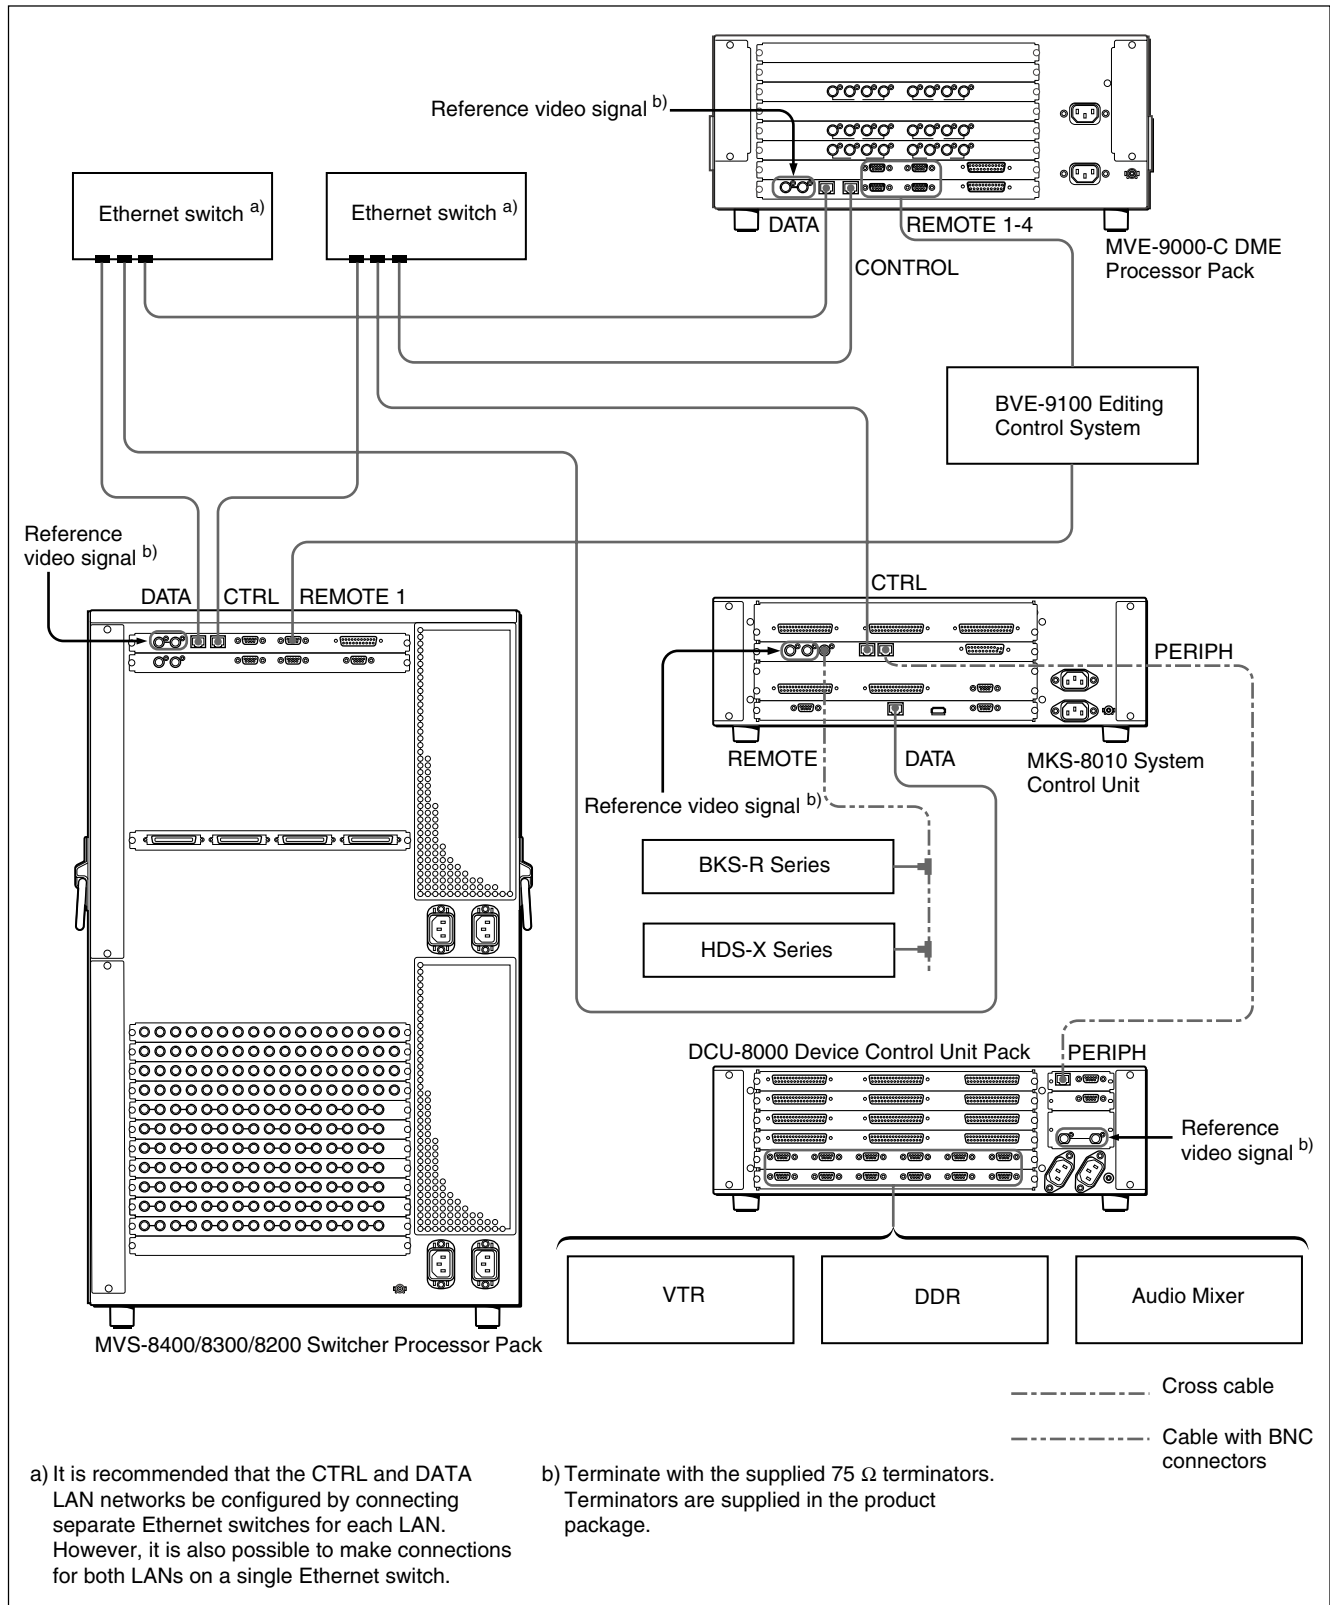 Reference video signal b)
Ethernet switch a)
Ethernet switch a)
DATA
REMOTE 1-4
CONTROL
MVE-9000-C DME
Processor Pack
BVE-9100 Editing
Control System
Reference
video signal b)
DATA
CTRL
REMOTE 1
CTRL
PERIPH
REMOTE
DATA
MKS-8010 System
Control Unit
Reference video signal b)
BKS-R Series
HDS-X Series
DCU-8000 Device Control Unit Pack
PERIPH
Reference
video signal b)
VTR
DDR
Audio Mixer
MVS-8400/8300/8200 Switcher Processor Pack
Cross cable
Cable with BNC
connectors
a) It is recommended that the CTRL and DATA
LAN networks be configured by connecting
separate Ethernet switches for each LAN.
However, it is also possible to make connections
for both LANs on a single Ethernet switch.
b) Terminate with the supplied 75 Ω terminators.
Terminators are supplied in the product
package.